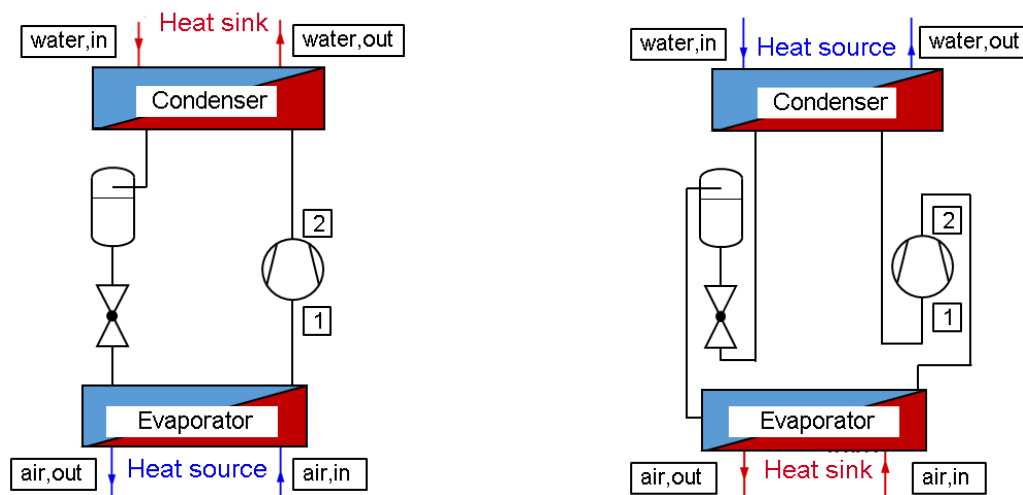 Heat sink
water,in
water,out
Condenser
2
1
Evaporator
air,out
Heat source
air,in
water,in
Heat source
water,out
Condenser
2
1
Evaporator
air,out
Heat sink
air,in